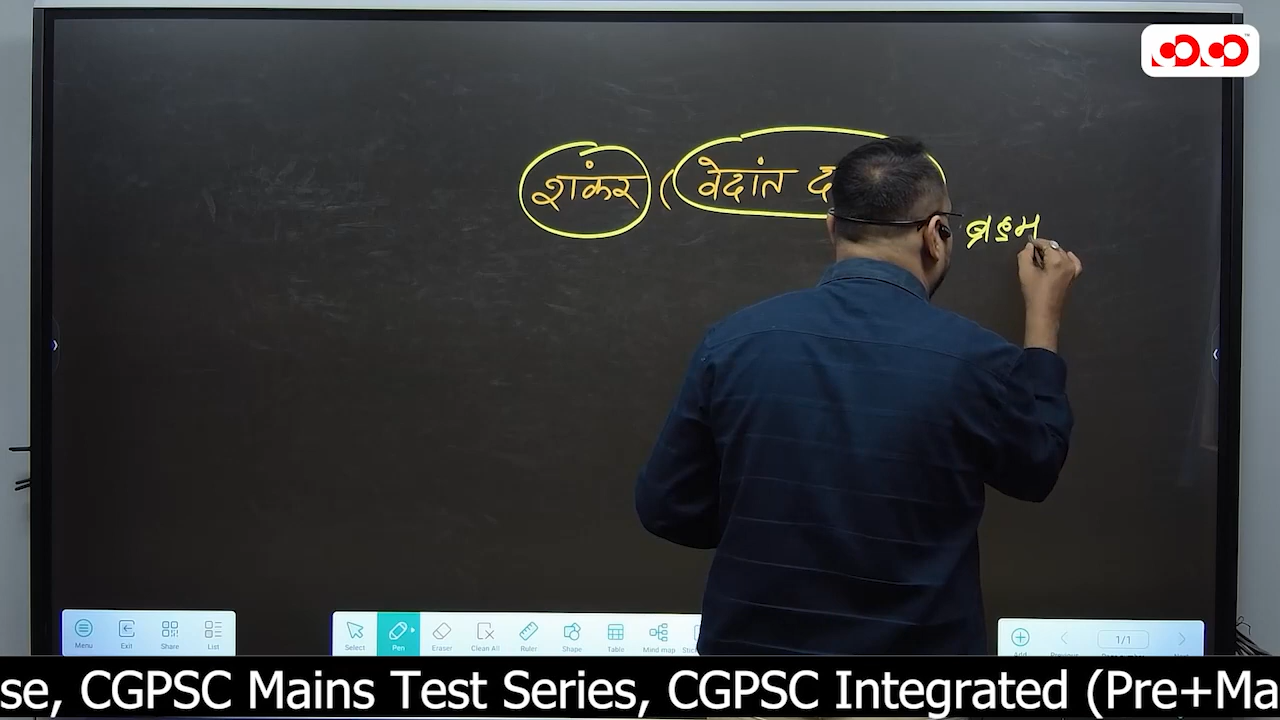 शंकर ( वेदांत द
ब्रह्म
Menu Exit Share List Select Pen Eraser Clean All Ruler Shape Table Mind map Add 1/1
se, CGPSC Mains Test Series, CGPSC Integrated (Pre+Ma